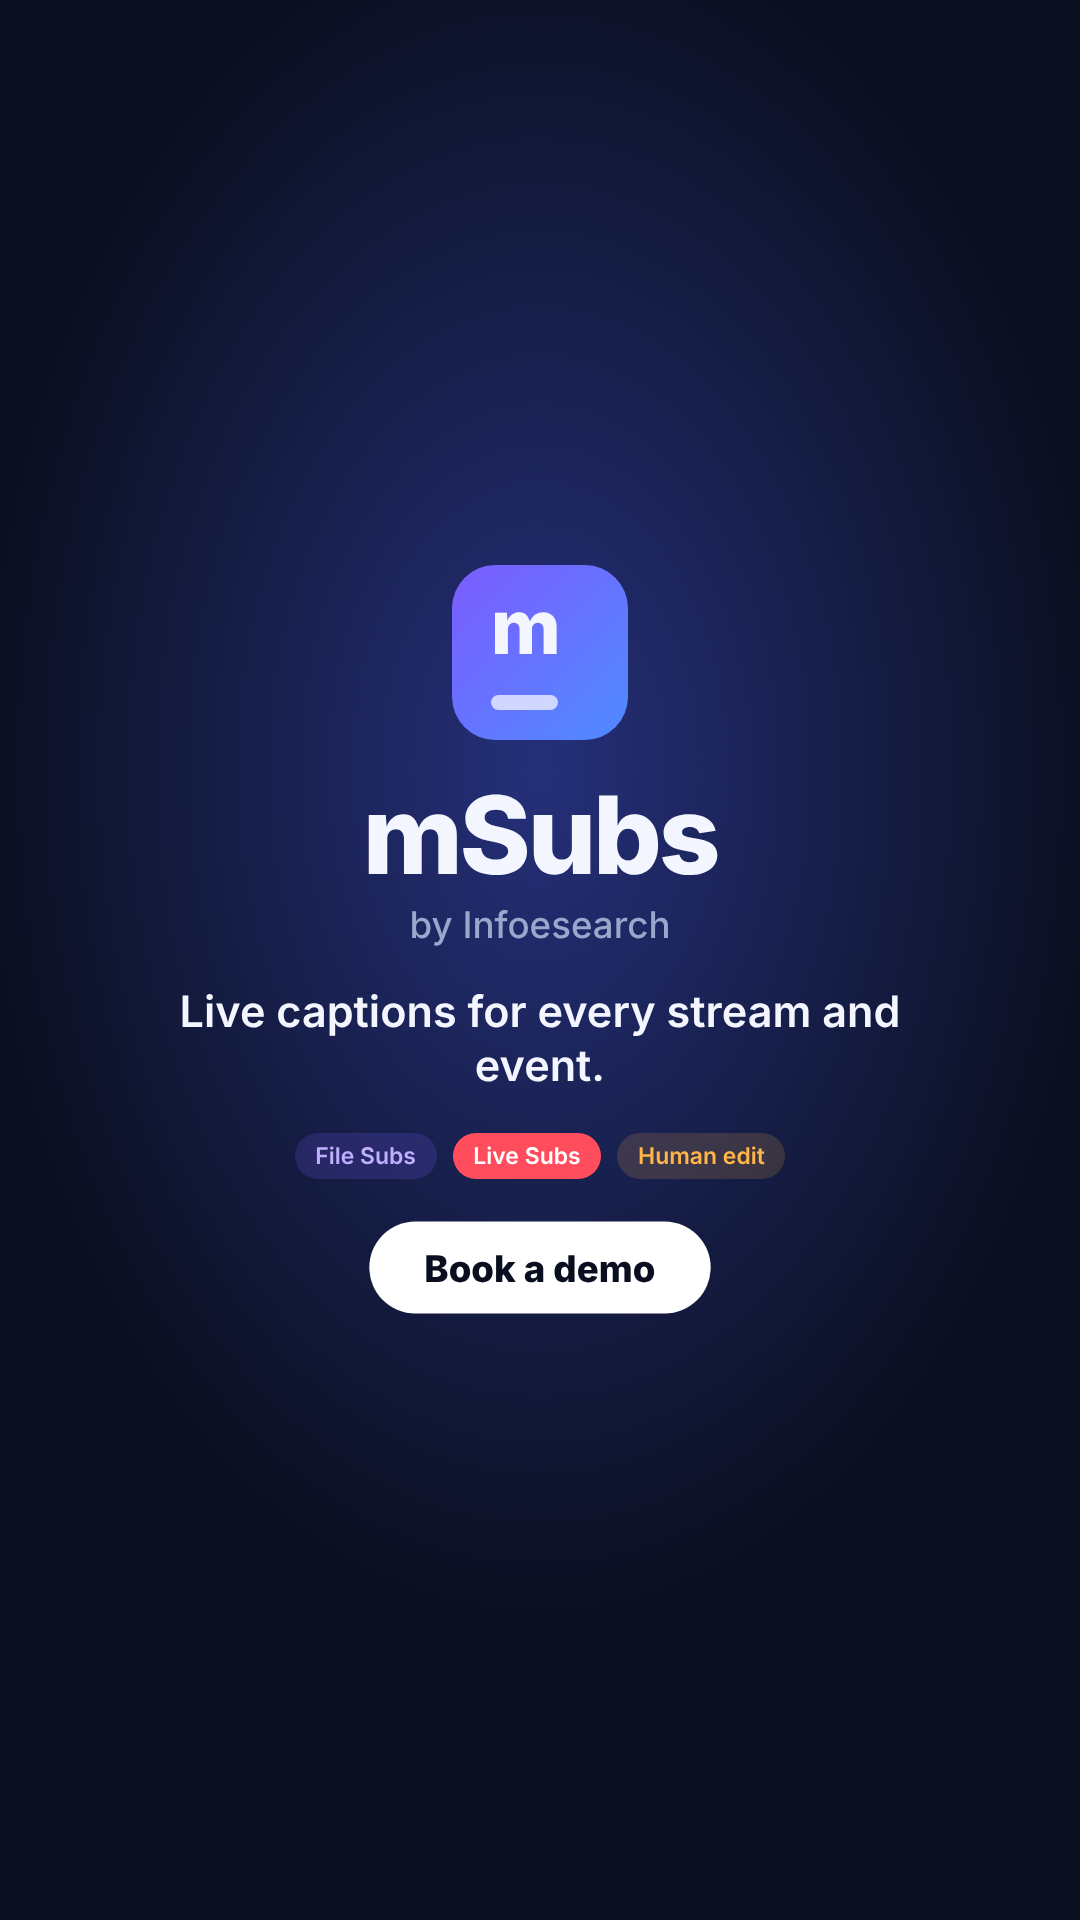 m
mSubs
by Infoesearch
Live captions for every stream and
event.
File Subs
Live Subs
Human edit
Book a demo